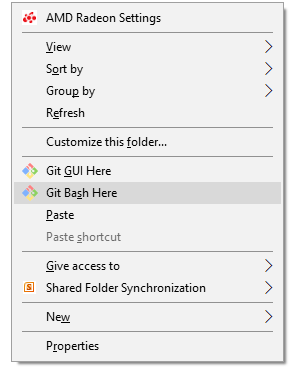 AMD Radeon Settings
View
Sort by
Group by
Refresh
Customize this folder...
Git GUI Here
Git Bash Here
Paste
Paste shortcut
Give access to
Shared Folder Synchronization
New
Properties